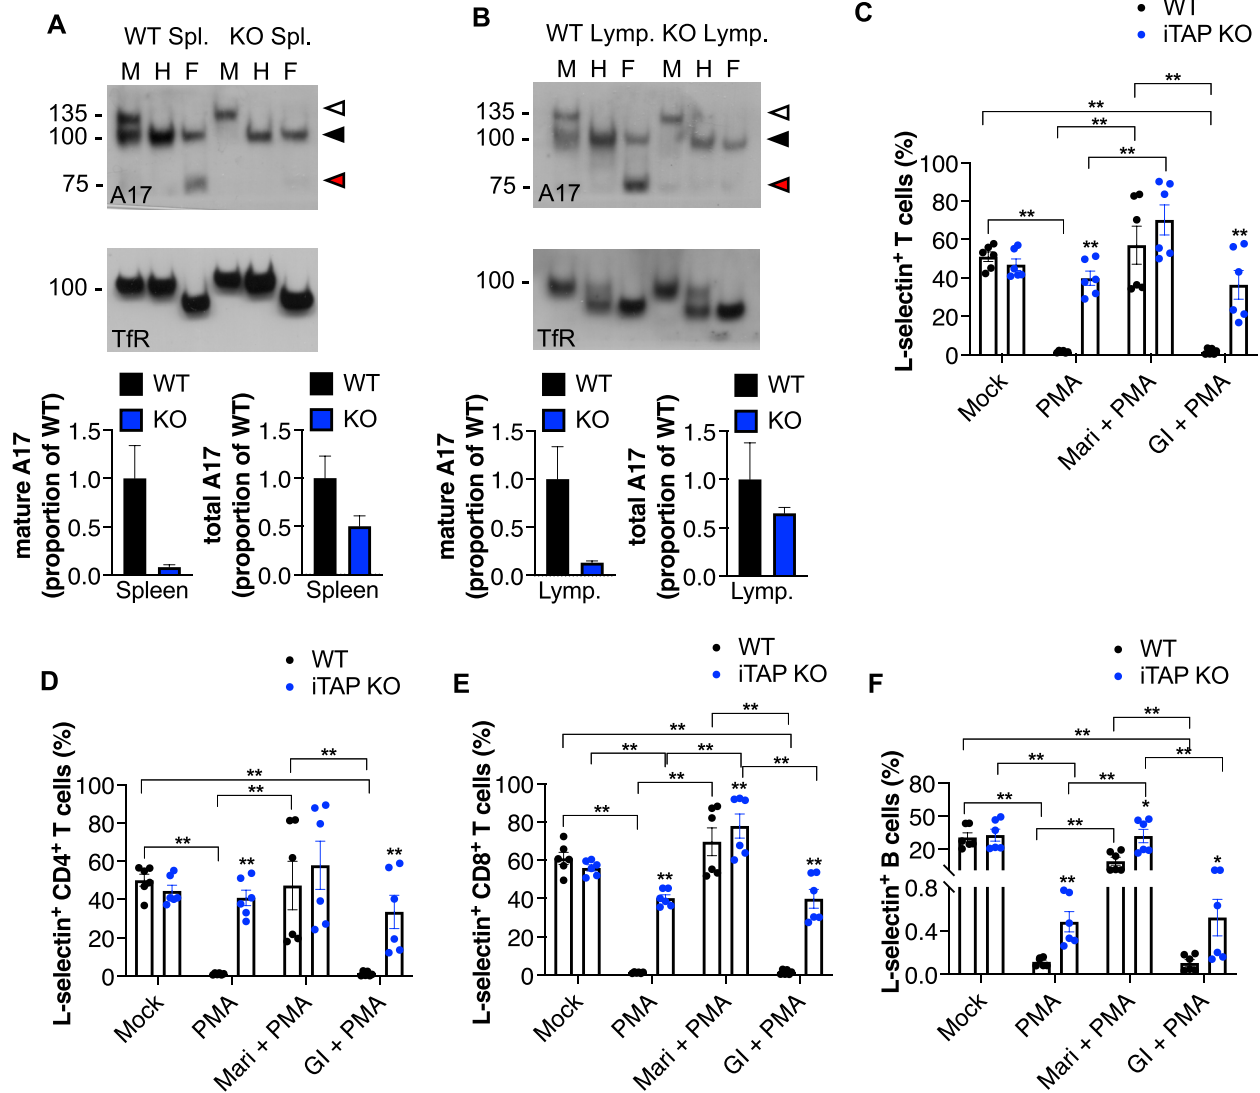 A
WT Spl. KO Spl.
M H F M H F
135 -
100 -
75 -
A17
100 -
TfR
WT
KO
mature A17
(proportion of WT)
1.5
1.0
0.5
0.0
Spleen
WT
KO
total A17
(proportion of WT)
1.5
1.0
0.5
0.0
Spleen
B
WT Lymp. KO Lymp.
M H F M H F
135 -
100 -
75 -
A17
100 -
TfR
WT
KO
mature A17
(proportion of WT)
1.5
1.0
0.5
0.0
Lymp.
WT
KO
total A17
(proportion of WT)
1.5
1.0
0.5
0.0
Lymp.
C
WT
iTAP KO
L-selectin⁺ T cells (%)
100
80
60
40
20
0
**
**
**
**
**
**
**
Mock
PMA
Mari + PMA
GI + PMA
D
WT
iTAP KO
L-selectin⁺ CD4⁺ T cells (%)
100
80
60
40
20
0
**
**
**
**
**
**
Mock
PMA
Mari + PMA
GI + PMA
E
WT
iTAP KO
L-selectin⁺ CD8⁺ T cells (%)
100
80
60
40
20
0
**
**
** **
**
**
**
**
**
**
Mock
PMA
Mari + PMA
GI + PMA
F
WT
iTAP KO
L-selectin⁺ B cells (%)
80
50
20
0.8
0.4
0.0
**
**
** **
**
**
**
*
**
*
Mock
PMA
Mari + PMA
GI + PMA